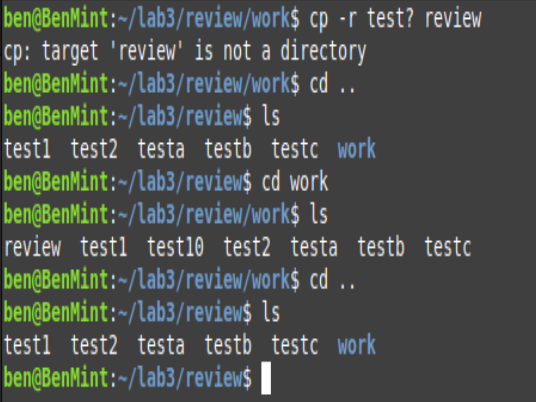 ben@BenMint:~/lab3/review/work$ cp -r test? review
cp: target 'review' is not a directory
ben@BenMint:~/lab3/review/work$ cd ..
ben@BenMint:~/lab3/review$ ls
test1 test2 testa testb testc work
ben@BenMint:~/lab3/review$ cd work
ben@BenMint:~/lab3/review/work$ ls
review test1 test10 test2 testa testb testc
ben@BenMint:~/lab3/review/work$ cd ..
ben@BenMint:~/lab3/review$ ls
test1 test2 testa testb testc work
ben@BenMint:~/lab3/review$